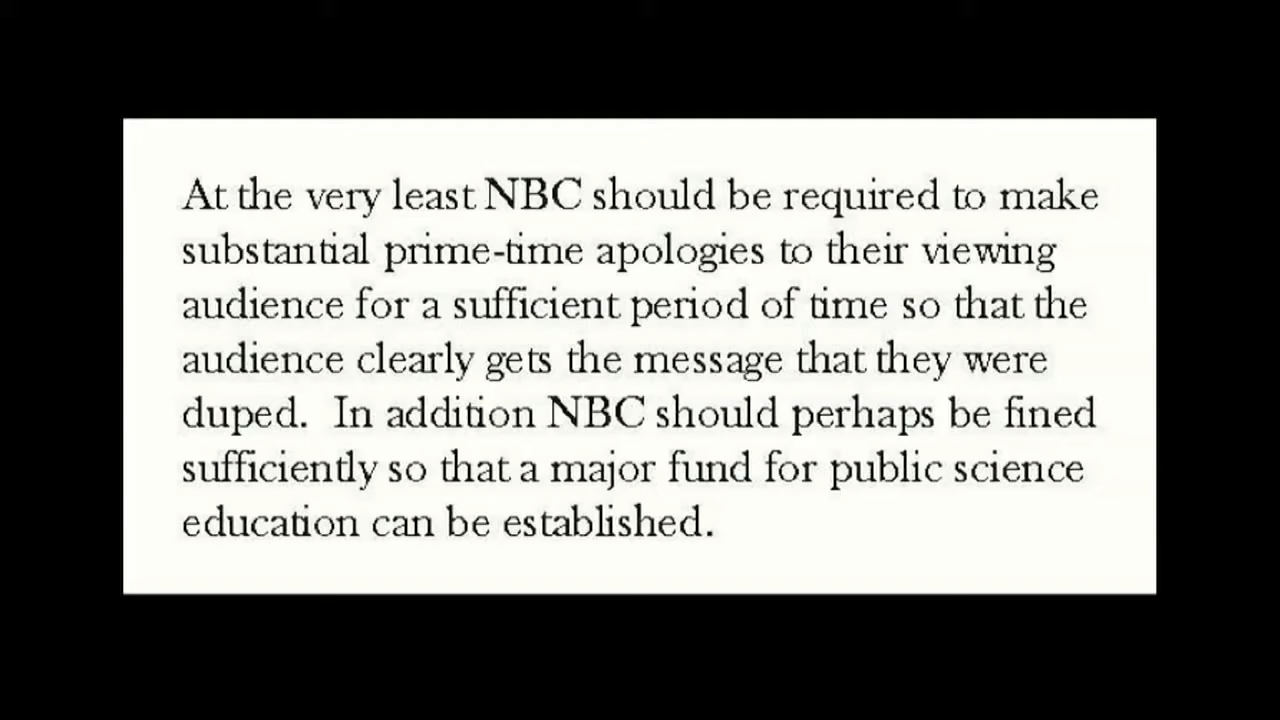 At the very least NBC should be required to make
substantial prime-time apologies to their viewing
audience for a sufficient period of time so that the
audience clearly gets the message that they were
duped.  In addition NBC should perhaps be fined
sufficiently so that a major fund for public science
education can be established.